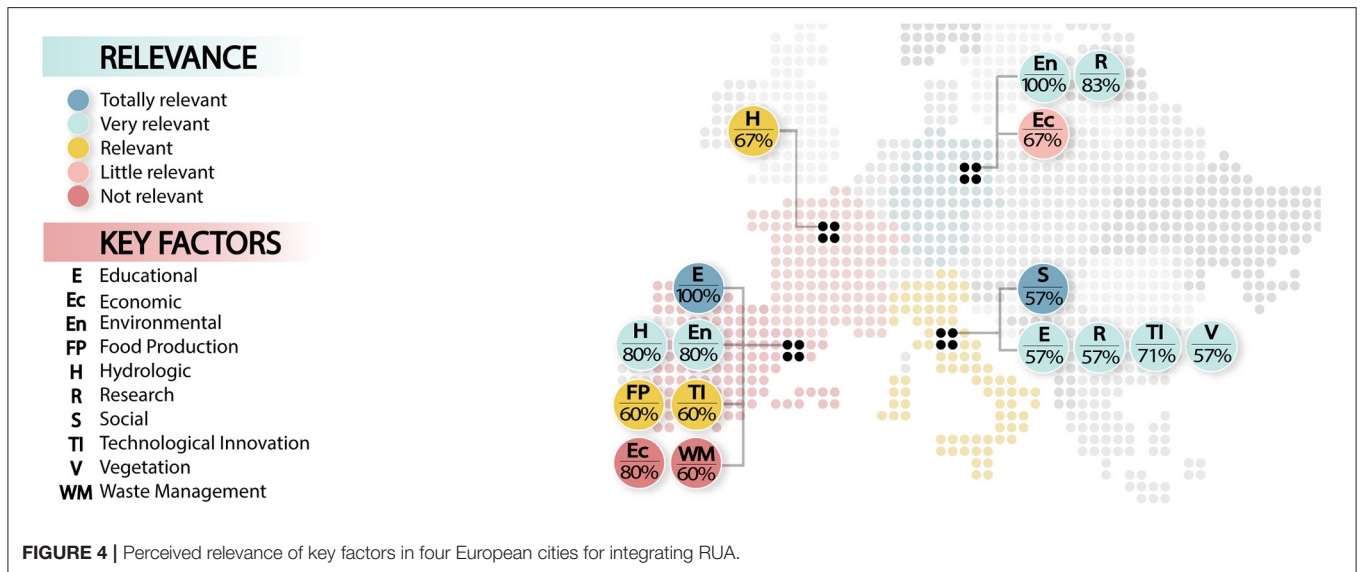 RELEVANCE
Totally relevant
Very relevant
Relevant
Little relevant
Not relevant
KEY FACTORS
E Educational
Ec Economic
En Environmental
FP Food Production
H Hydrologic
R Research
S Social
TI Technological Innovation
V Vegetation
WM Waste Management
H
67%
En R
100% 83%
Ec
67%
E
100%
H En
80% 80%
FP TI
60% 60%
Ec WM
80% 60%
S
57%
E R TI V
57% 57% 71% 57%
FIGURE 4 | Perceived relevance of key factors in four European cities for integrating RUA.